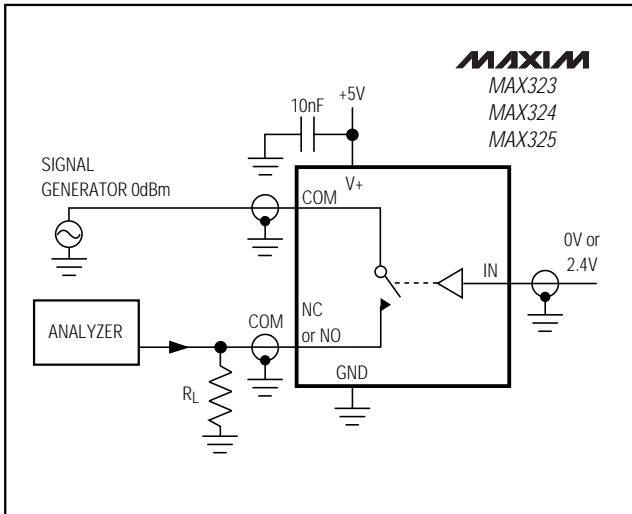 MAXIM
MAX323
MAX324
MAX325
10nF
+5V
SIGNAL
GENERATOR 0dBm
V+
COM
0V or
2.4V
IN
NC
or NO
COM
ANALYZER
GND
RL